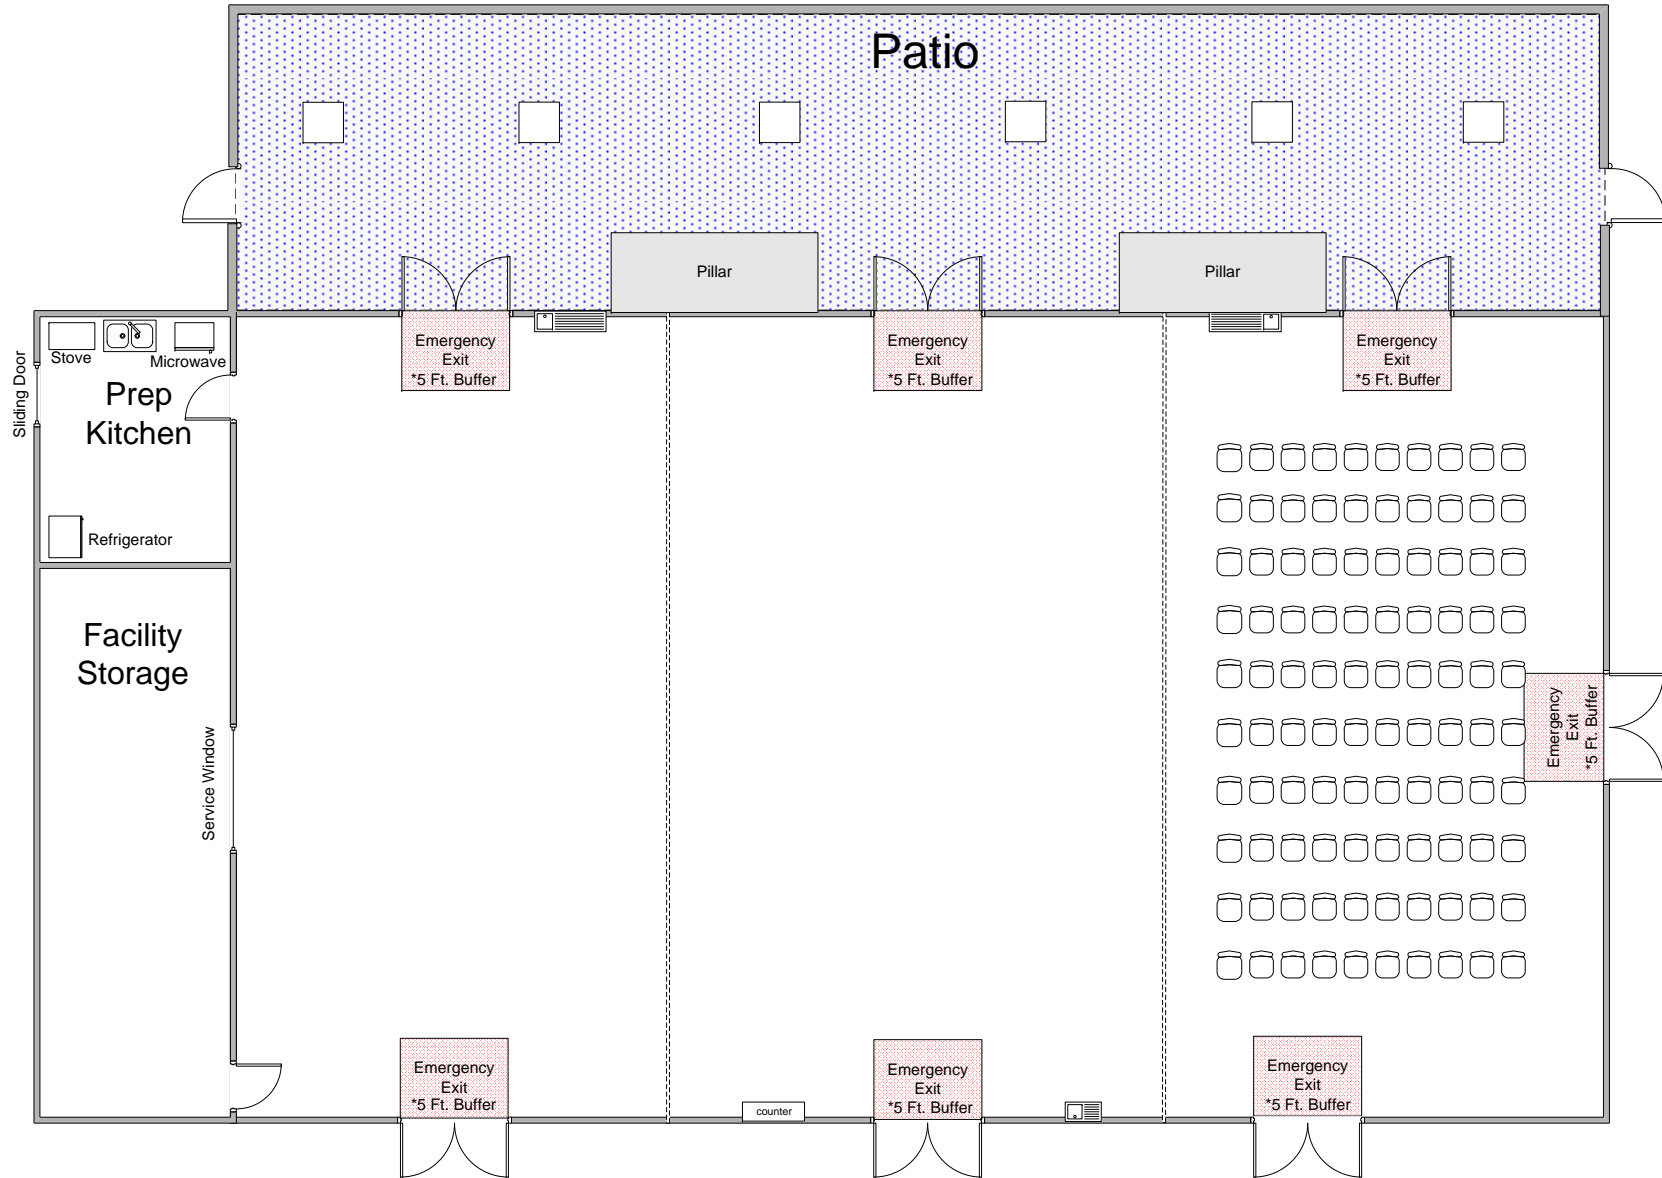 Patio
Pillar
Pillar
Emergency
Exit
*5 Ft. Buffer
Emergency
Exit
*5 Ft. Buffer
Emergency
Exit
*5 Ft. Buffer
Stove
Microwave
Sliding Door
Prep
Kitchen
Refrigerator
Facility
Storage
Service Window
Emergency
Exit
*5 Ft. Buffer
Emergency
Exit
*5 Ft. Buffer
counter
Emergency
Exit
*5 Ft. Buffer
Emergency
Exit
*5 Ft. Buffer